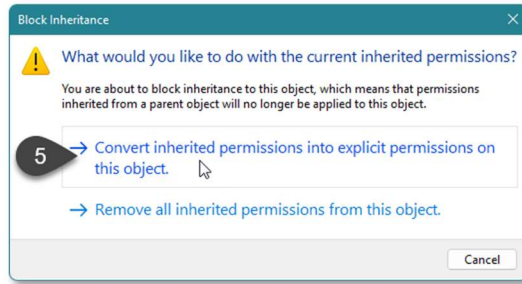 Block Inheritance
What would you like to do with the current inherited permissions?
You are about to block inheritance to this object, which means that permissions
inherited from a parent object will no longer be applied to this object.
5
Convert inherited permissions into explicit permissions on
this object.
Remove all inherited permissions from this object.
Cancel